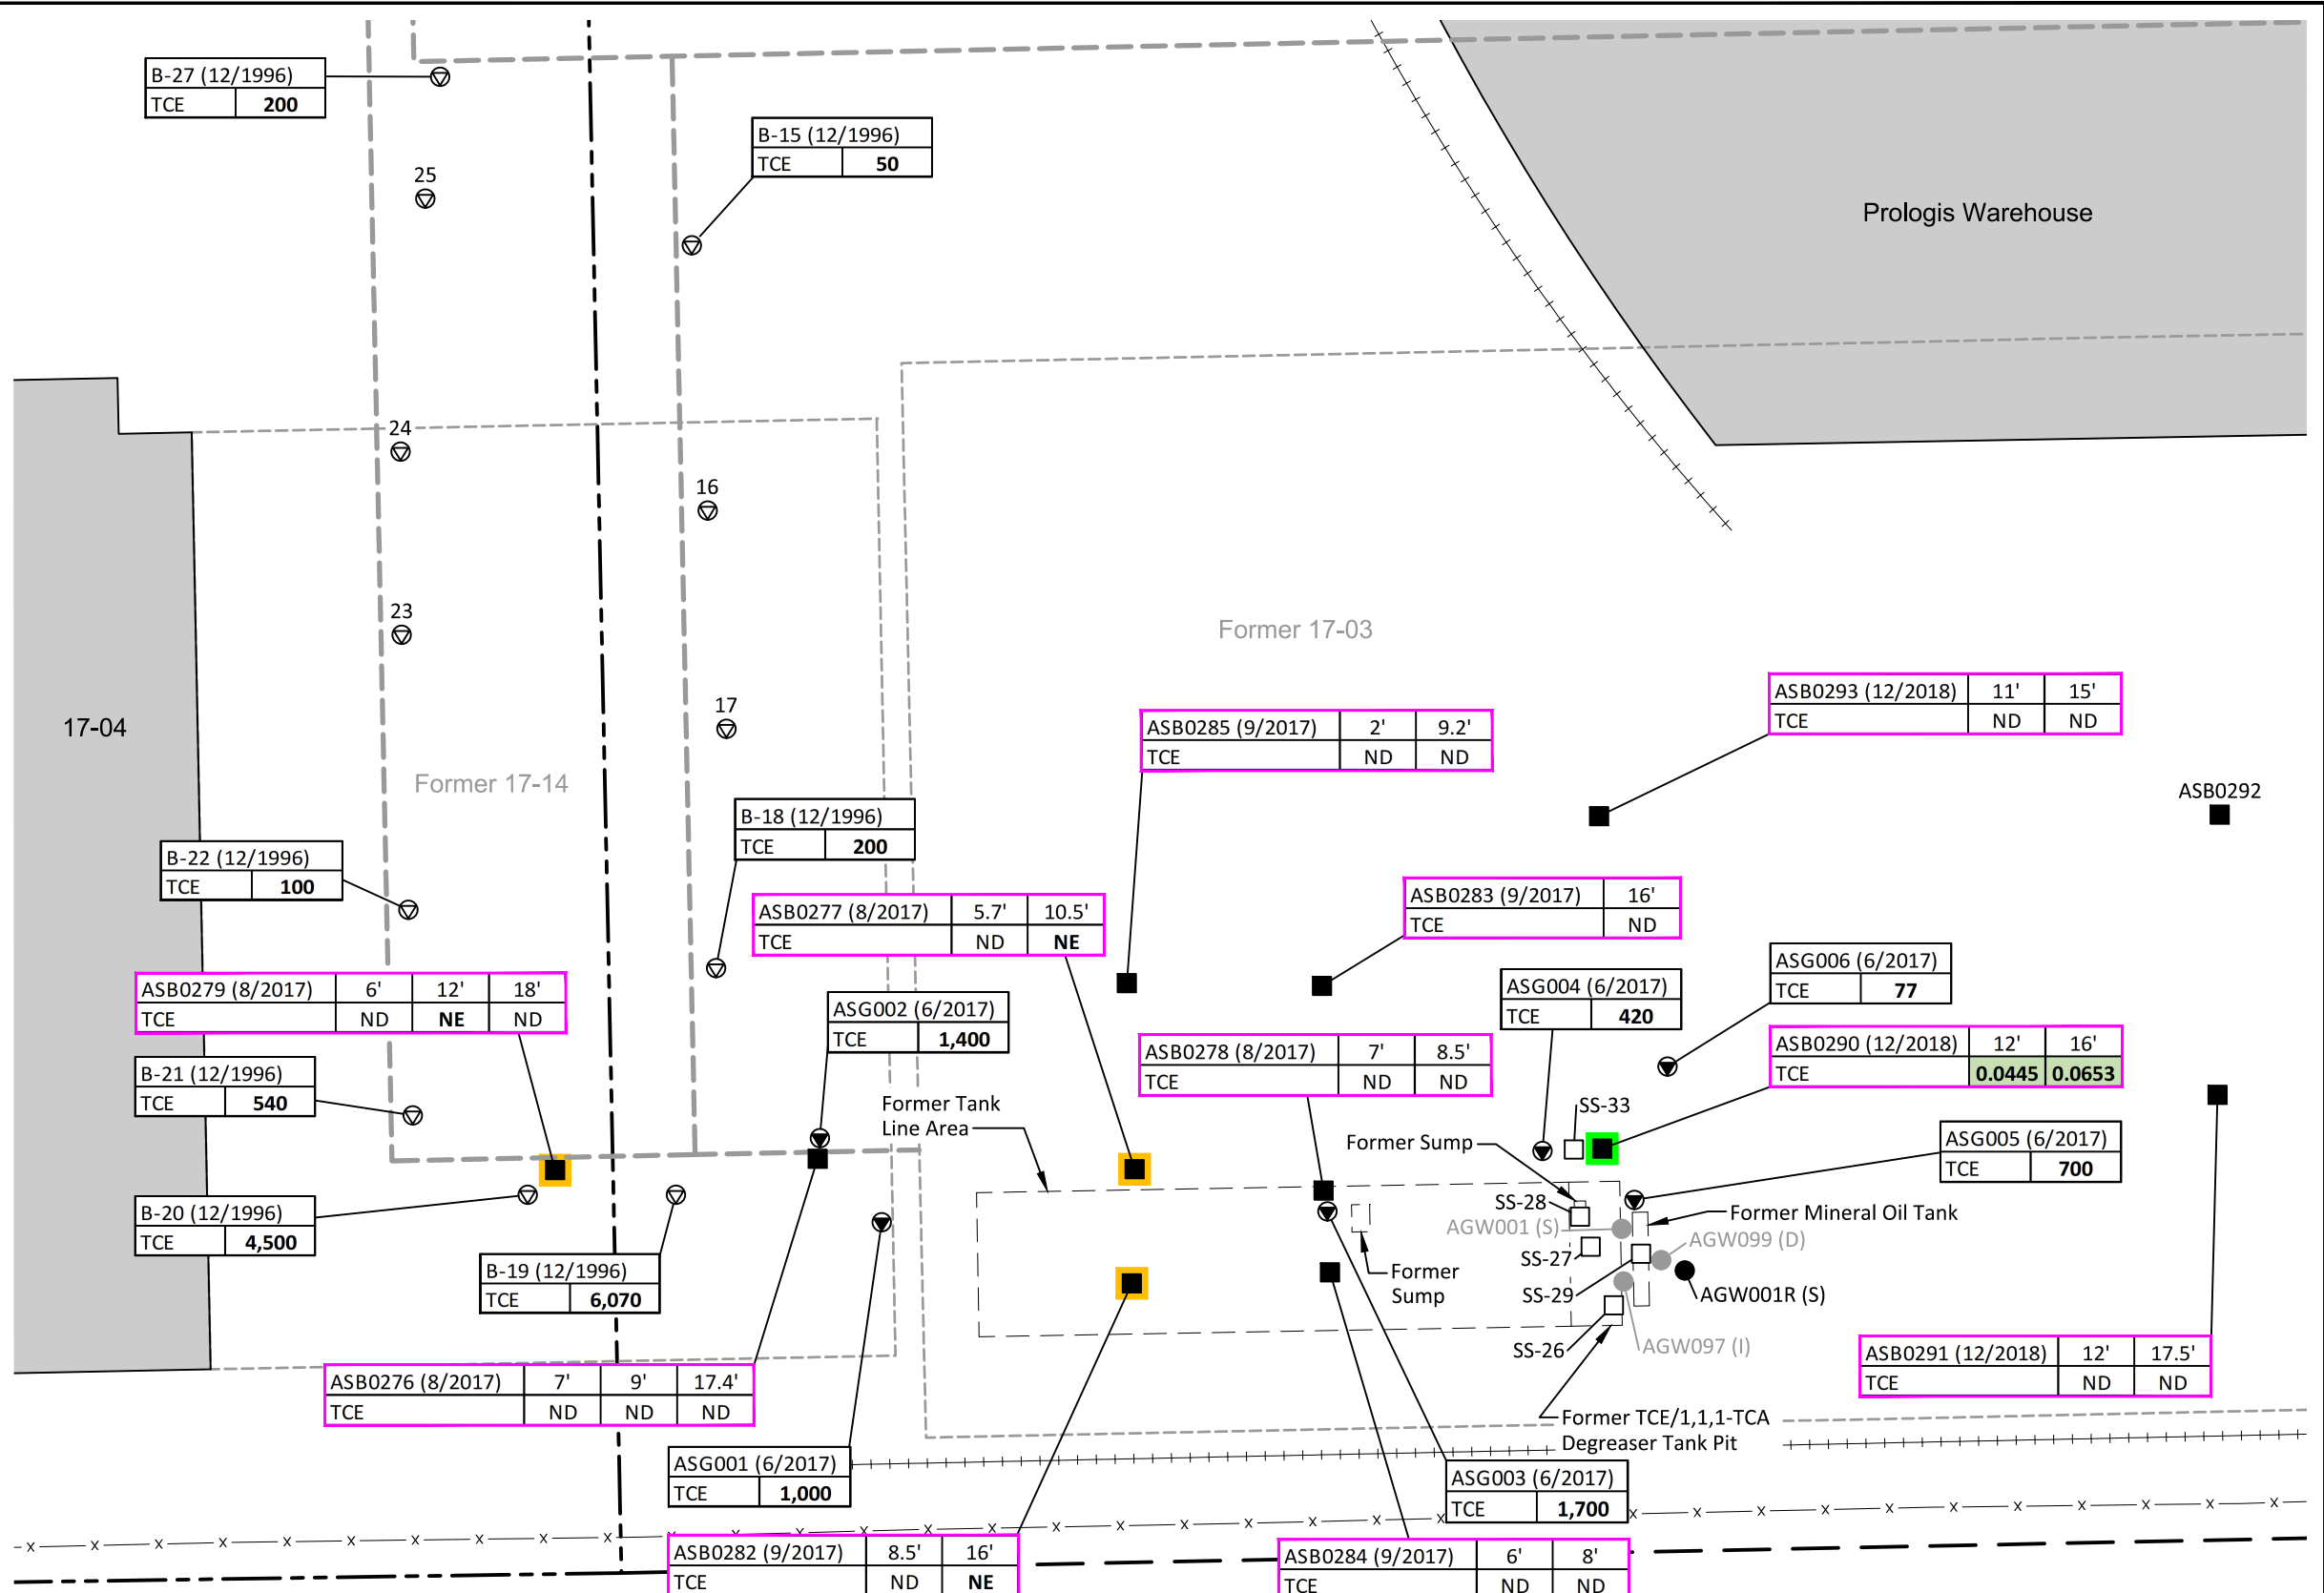 B-27 (12/1996)
TCE 200
B-15 (12/1996)
TCE 50
25
Prologis Warehouse
24
16
23
Former 17-03
17
17-04
Former 17-14
ASB0293 (12/2018) 11' 15'
TCE ND ND
ASB0285 (9/2017) 2' 9.2'
TCE ND ND
ASB0292
B-18 (12/1996)
TCE 200
B-22 (12/1996)
TCE 100
ASB0277 (8/2017) 5.7' 10.5'
TCE ND NE
ASB0283 (9/2017) 16'
TCE ND
ASG006 (6/2017)
TCE 77
ASB0279 (8/2017) 6' 12' 18'
TCE ND NE ND
ASG002 (6/2017)
TCE 1,400
ASG004 (6/2017)
TCE 420
ASB0278 (8/2017) 7' 8.5'
TCE ND ND
ASB0290 (12/2018) 12' 16'
TCE 0.0445 0.0653
B-21 (12/1996)
TCE 540
Former Tank
Line Area
SS-33
Former Sump
ASG005 (6/2017)
TCE 700
B-20 (12/1996)
TCE 4,500
SS-28
AGW001 (S)
Former Mineral Oil Tank
AGW099 (D)
SS-27
B-19 (12/1996)
TCE 6,070
Former
Sump
SS-29
AGW001R (S)
SS-26
AGW097 (I)
ASB0291 (12/2018) 12' 17.5'
TCE ND ND
ASB0276 (8/2017) 7' 9' 17.4'
TCE ND ND ND
Former TCE/1,1,1-TCA
Degreaser Tank Pit
ASG001 (6/2017)
TCE 1,000
ASG003 (6/2017)
TCE 1,700
ASB0282 (9/2017) 8.5' 16'
TCE ND NE
ASB0284 (9/2017) 6' 8'
TCE ND ND